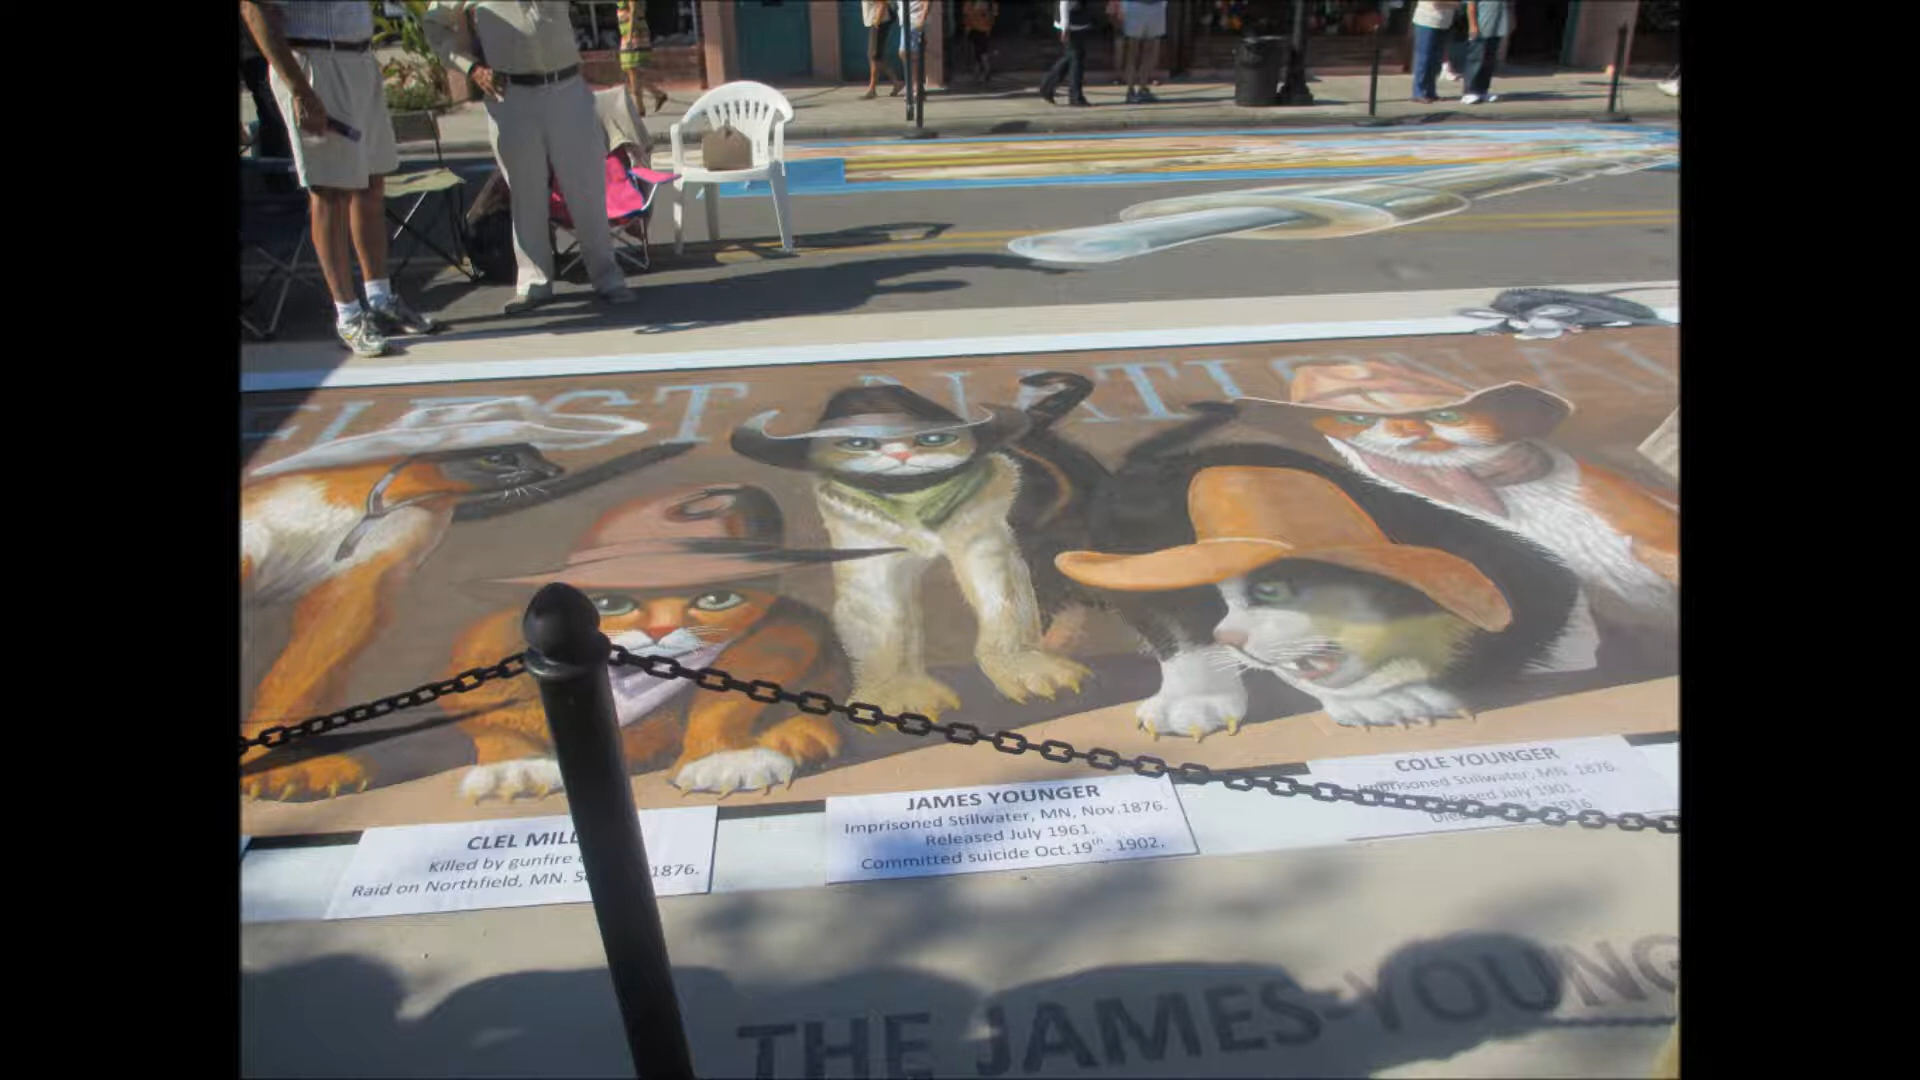 FIRST NATIONAL
CLEL MILL
Killed by gunfire
Raid on Northfield, MN. 1876.
JAMES YOUNGER
Imprisoned Stillwater, MN, Nov.1876.
Released July 1961.
Committed suicide Oct.19th - 1902.
COLE YOUNGER
Imprisoned Stillwater, MN. 1876.
Released July 1901.
1916
THE JAMES-YOUNG